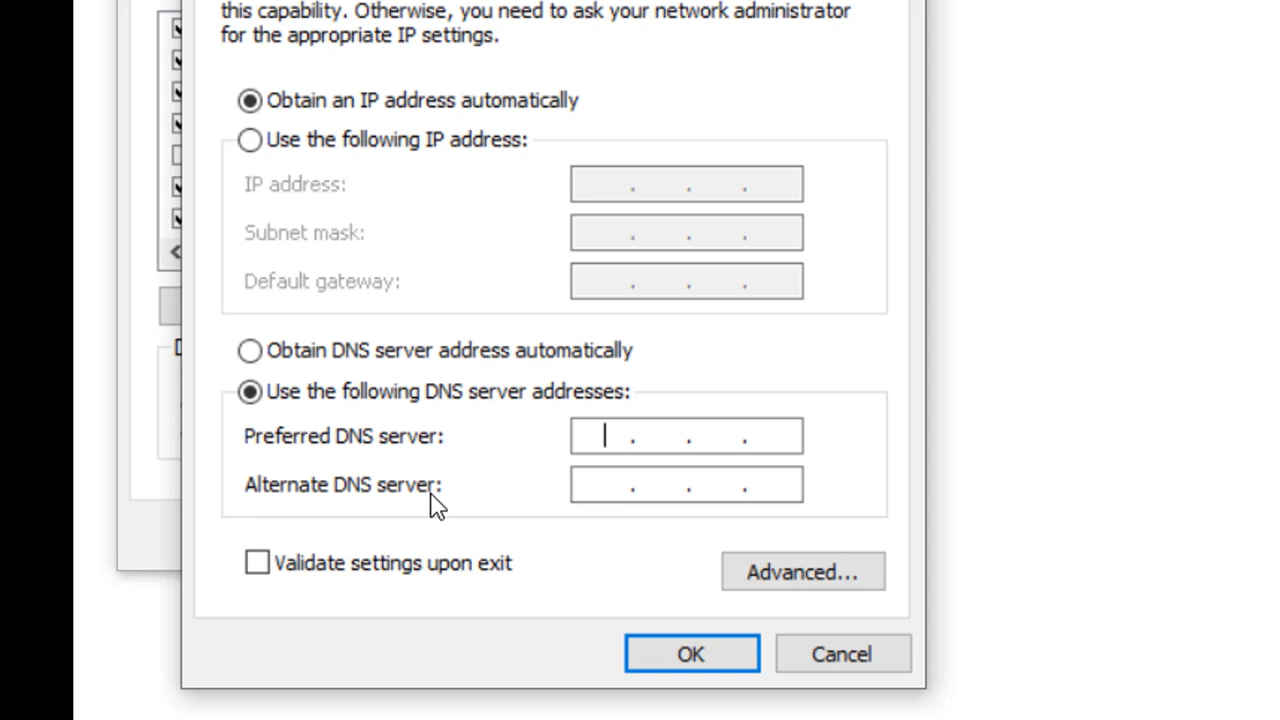 this capability. Otherwise, you need to ask your network administrator
for the appropriate IP settings.
Obtain an IP address automatically
Use the following IP address:
IP address:
Subnet mask:
Default gateway:
Obtain DNS server address automatically
Use the following DNS server addresses:
Preferred DNS server:
Alternate DNS server:
Validate settings upon exit
Advanced...
OK
Cancel